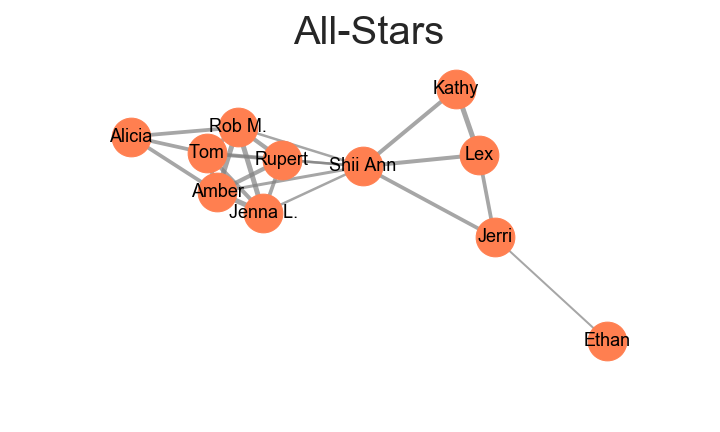 All-Stars
Kathy
Rob M.
Alicia
Tom
Rupert
Shii Ann
Lex
Amber
Jenna L.
Jerri
Ethan